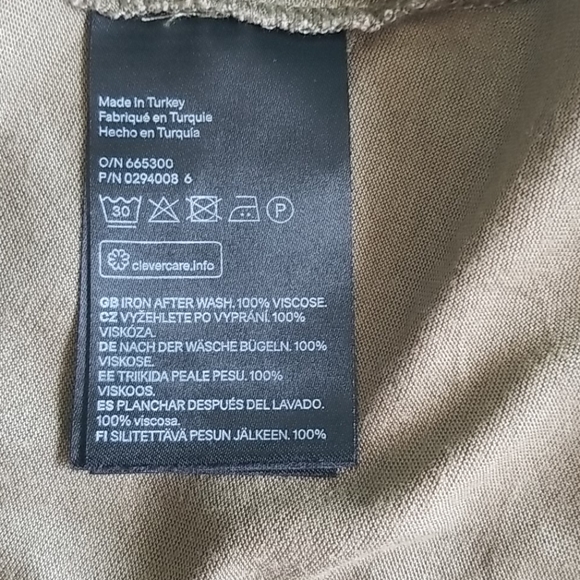 Made in Turkey
Fabriqué en Turquie
Hecho en Turquía
O/N 665300
P/N 0294008 6
30 P
clevercare.info
GB IRON AFTER WASH. 100% VISCOSE.
CZ VYŽEHLETE PO VYPRÁNÍ. 100%
VISKÓZA.
DE NACH DER WÄSCHE BÜGELN. 100%
VISKOSE.
EE TRIIKIDA PEALE PESU. 100%
VISKOOS.
ES PLANCHAR DESPUÉS DEL LAVADO.
100% viscosa.
FI SILITETTÄVÄ PESUN JÄLKEEN. 100%